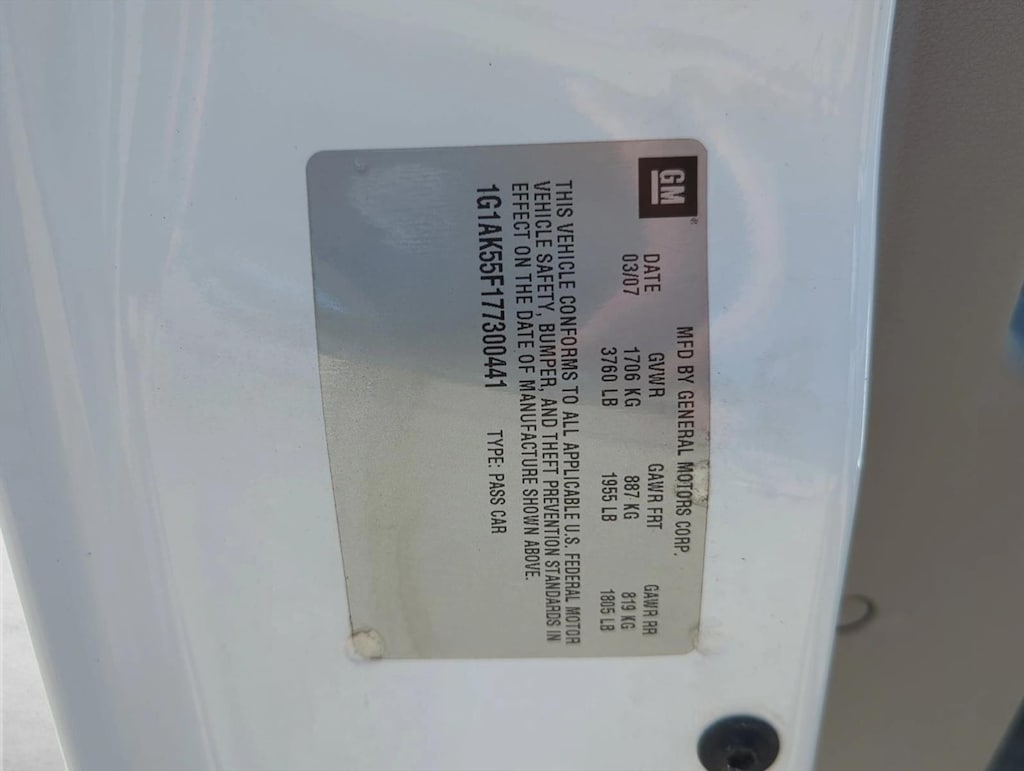 GM®
MFD BY GENERAL MOTORS CORP.
DATE GVWR GAWR FRT GAWR RR
03/07 1706 KG 887 KG 819 KG
3760 LB 1955 LB 1805 LB
THIS VEHICLE CONFORMS TO ALL APPLICABLE U.S. FEDERAL MOTOR
VEHICLE SAFETY, BUMPER, AND THEFT PREVENTION STANDARDS IN
EFFECT ON THE DATE OF MANUFACTURE SHOWN ABOVE.
1G1AK55F177300441 TYPE: PASS CAR